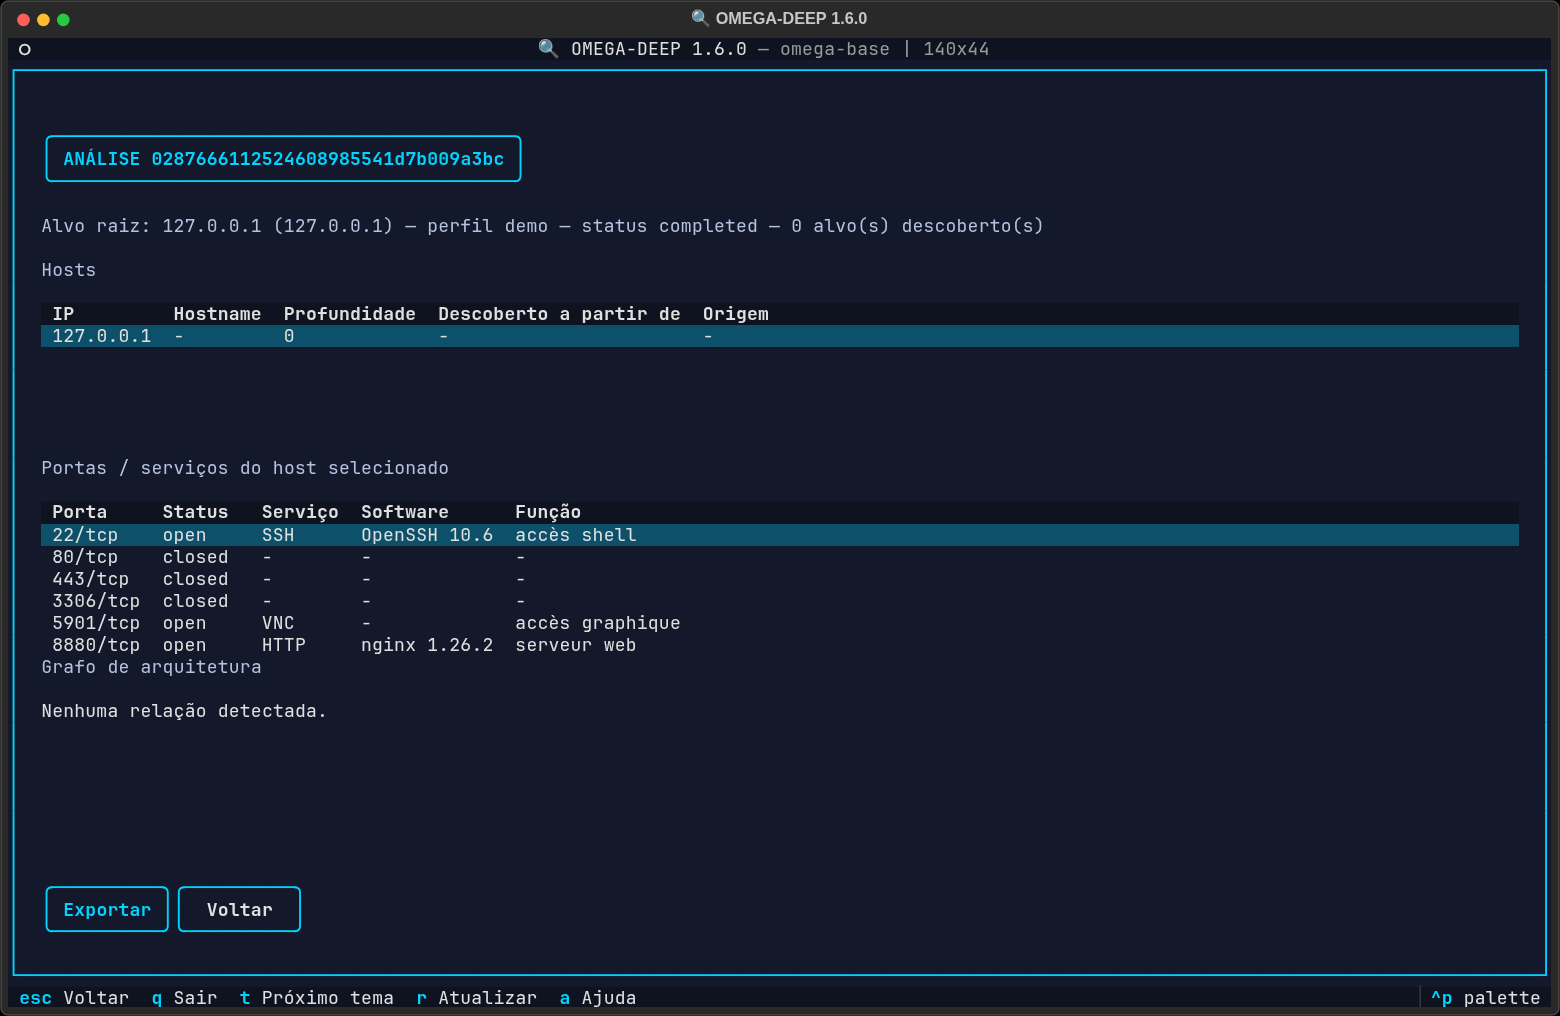 🔍 OMEGA-DEEP 1.6.0
🔍 OMEGA-DEEP 1.6.0 — omega-base | 140x44
ANÁLISE 0287666112524608985541d7b009a3bc
Alvo raiz: 127.0.0.1 (127.0.0.1) — perfil demo — status completed — 0 alvo(s) descoberto(s)
Hosts
IP Hostname Profundidade Descoberto a partir de Origem
127.0.0.1 - 0 - -
Portas / serviços do host selecionado
Porta Status Serviço Software Função
22/tcp open SSH OpenSSH 10.6 accès shell
80/tcp closed - - -
443/tcp closed - - -
3306/tcp closed - - -
5901/tcp open VNC - accès graphique
8880/tcp open HTTP nginx 1.26.2 serveur web
Grafo de arquitetura
Nenhuma relação detectada.
Exportar Voltar
esc Voltar q Sair t Próximo tema r Atualizar a Ajuda ^p palette